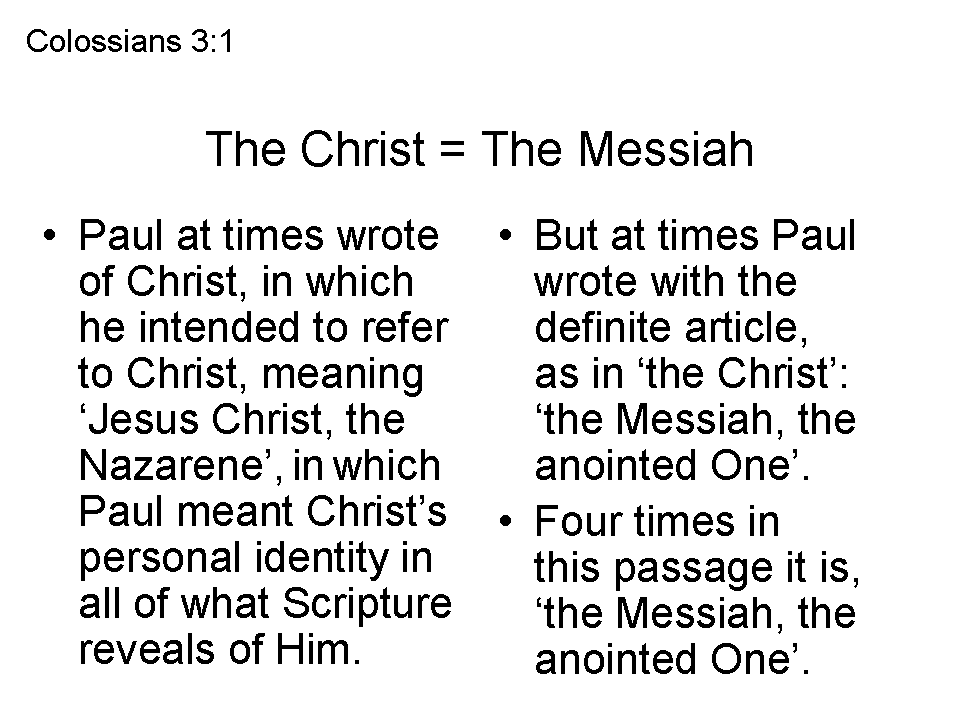 Colossians 3:1
The Christ = The Messiah
• Paul at times wrote
of Christ, in which
he intended to refer
to Christ, meaning
‘Jesus Christ, the
Nazarene’, in which
Paul meant Christ’s
personal identity in
all of what Scripture
reveals of Him.
• But at times Paul
wrote with the
definite article,
as in ‘the Christ’:
‘the Messiah, the
anointed One’.
• Four times in
this passage it is,
‘the Messiah, the
anointed One’.